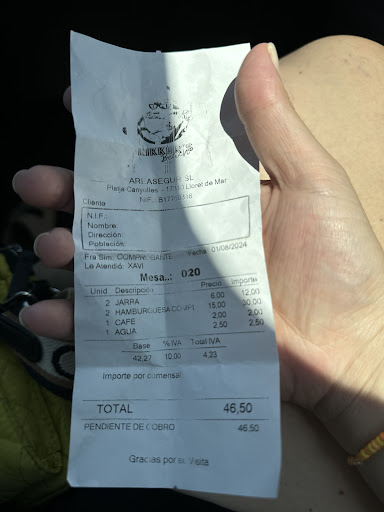 AREASEGUR SL
Platja Canyelles - 17310 Lloret de Mar
Cliente
N.I.F.:
Nombre:
Dirección:
Población:
Fra Sim.: COMPROBANTE Fecha: 01/08/2024
Le Atendió: XAVI
Mesa..: 020
Unid Descripción Precio Importe
2 JARRA 6,00 12,00
2 HAMBURGUESA COMPL 15,00 30,00
1 CAFE 2,00 2,00
1 AGUA 2,50 2,50
Base % IVA Total IVA
42,27 10,00 4,23
Importe por comensal
TOTAL 46,50
PENDIENTE DE COBRO 46,50
Gracias por su Visita